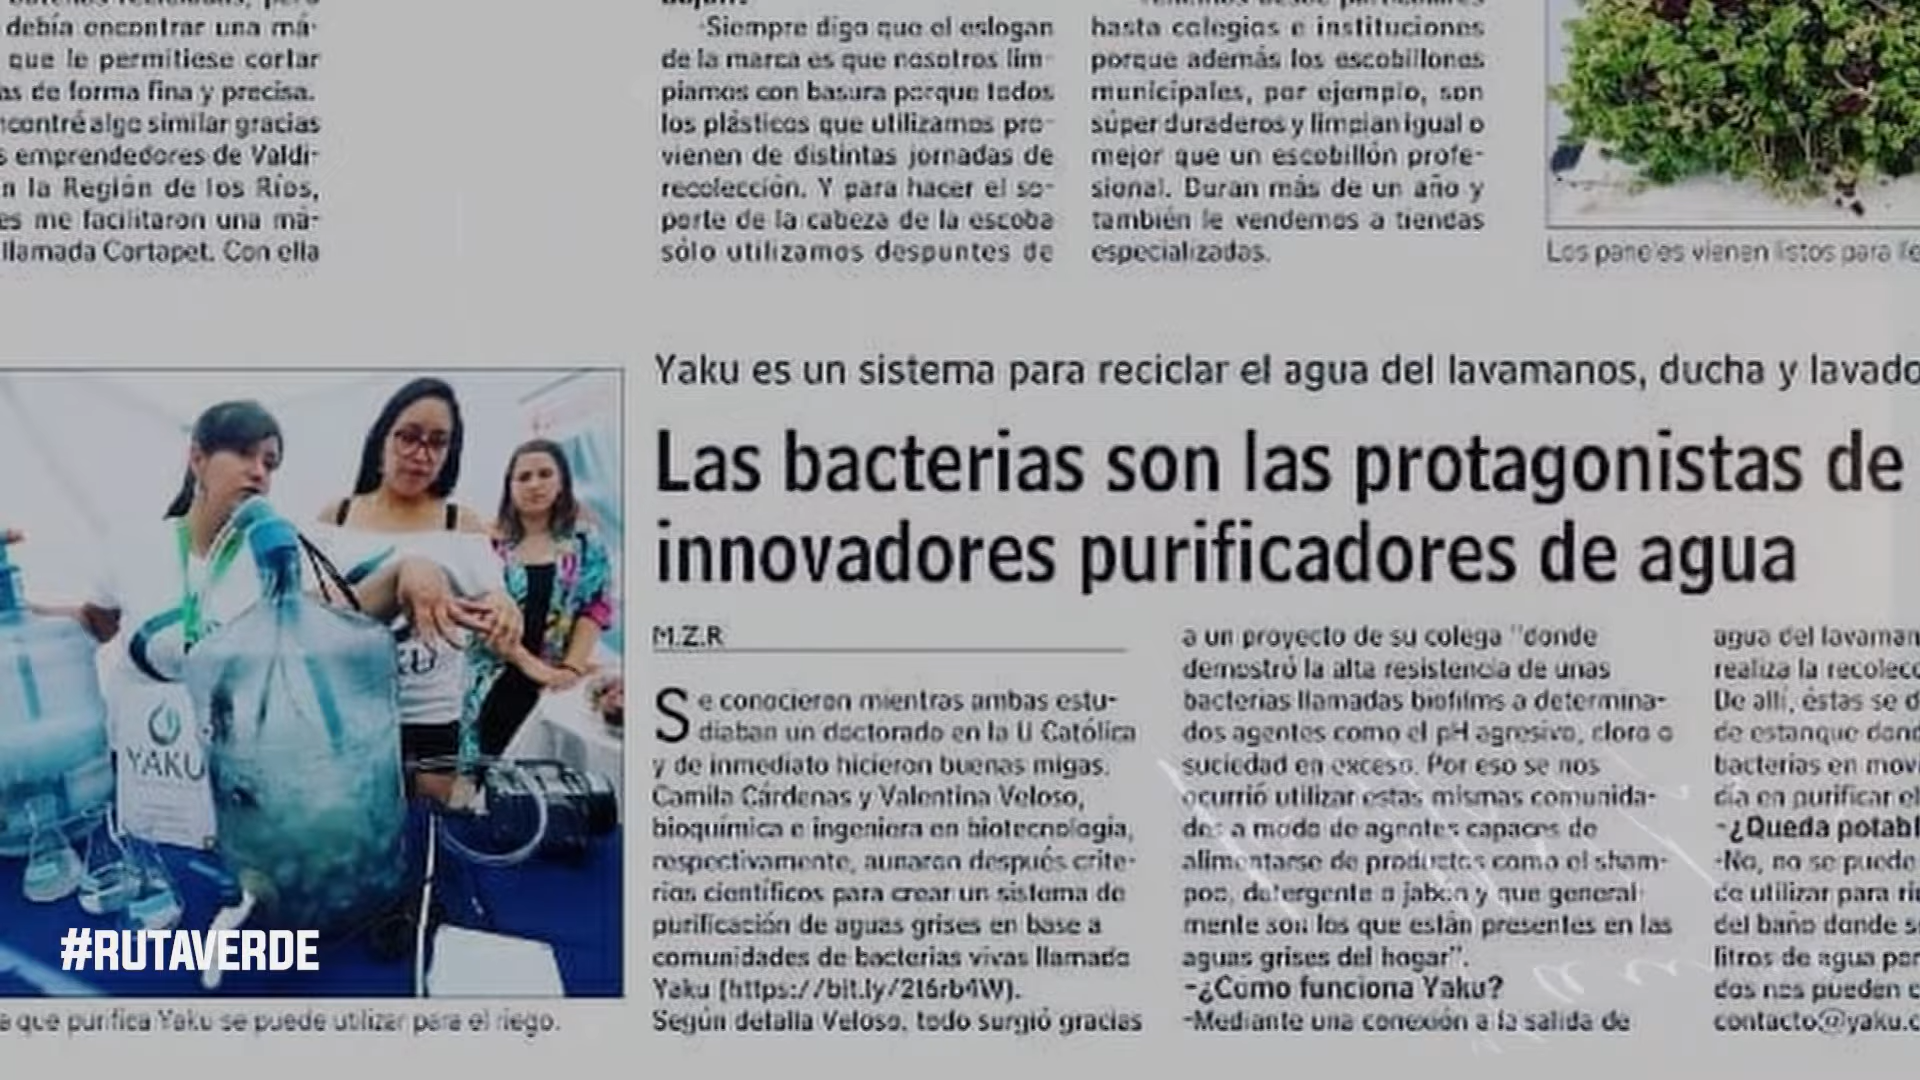 debía encontrar una má-
que le permitiese cortar
as de forma fina y precisa.
ncontré algo similar gracias
s emprendedores de Valdi-
n la Región de los Ríos,
es me facilitaron una má-
llamada Cortapet. Con ella
-Siempre digo que el eslogan
de la marca es que nosotros lim-
piamos con basura porque todos
los plásticos que utilizamos pro-
vienen de distintas jornadas de
recolección. Y para hacer el so-
porte de la cabeza de la escoba
sólo utilizamos despuntes de
hasta colegios e instituciones
porque además los escobillones
municipales, por ejemplo, son
súper duraderos y limpian igual o
mejor que un escobillón profe-
sional. Duran más de un año y
también le vendemos a tiendas
especializadas.
Los paneles vienen listos para
Yaku es un sistema para reciclar el agua del lavamanos, ducha y lavado
Las bacterias son las protagonistas de
innovadores purificadores de agua
M.Z.R
Se conocieron mientras ambas estu-
diaban un doctorado en la U Católica
y de inmediato hicieron buenas migas.
Camila Cárdenas y Valentina Veloso,
bioquímica e ingeniera en biotecnología,
respectivamente, aunaron después crite-
rios científicos para crear un sistema de
purificación de aguas grises en base a
comunidades de bacterias vivas llamado
Yaku (https://bit.ly/2t6rb4W).
Según detalla Veloso, todo surgió gracias
a un proyecto de su colega "donde
demostró la alta resistencia de unas
bacterias llamadas biofilms a determina-
dos agentes como el pH agresivo, cloro o
suciedad en exceso. Por eso se nos
ocurrió utilizar estas mismas comunida-
des a modo de agentes capaces de
alimentarse de productos como el sham-
poo, detergente o jabón y que general-
mente son los que están presentes en las
aguas grises del hogar".
-¿Cómo funciona Yaku?
-Mediante una conexión a la salida de
agua del lavaman
realiza la recolecc
De allí, éstas se d
de estanque dond
bacterias en movi
día en purificar el
-¿Queda potabl
-No, no se puede
de utilizar para ri
del baño donde s
litros de agua por
dos nos pueden c
contacto@yaku.c
YAKU
#RUTAVERDE
a que purifica Yaku se puede utilizar para el riego.